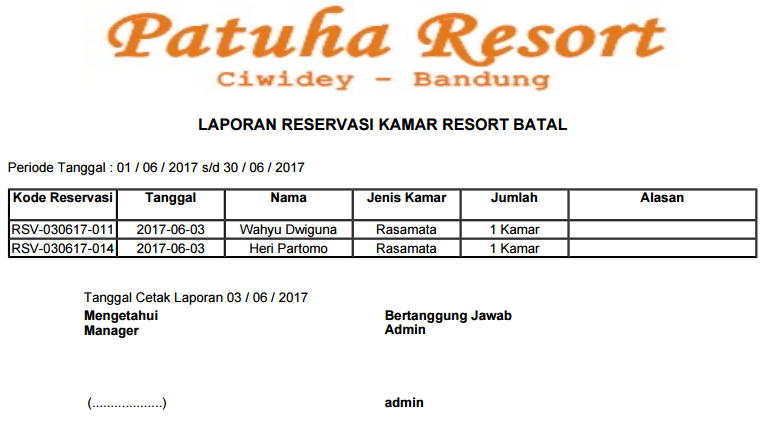 Patuha Resort
Ciwidey - Bandung
LAPORAN RESERVASI KAMAR RESORT BATAL
Periode Tanggal : 01 / 06 / 2017 s/d 30 / 06 / 2017
Kode Reservasi Tanggal Nama Jenis Kamar Jumlah Alasan
RSV-030617-011 2017-06-03 Wahyu Dwiguna Rasamata 1 Kamar
RSV-030617-014 2017-06-03 Heri Partomo Rasamata 1 Kamar
Tanggal Cetak Laporan 03 / 06 / 2017
Mengetahui Bertanggung Jawab
Manager Admin
(...................) admin